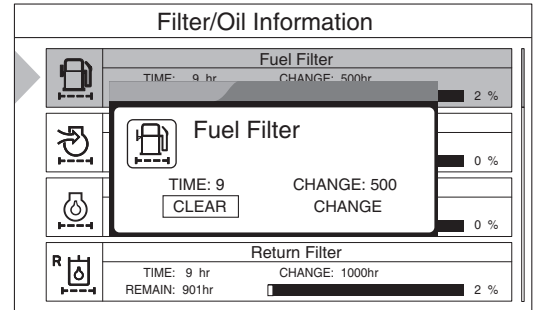 Filter/Oil Information
Fuel Filter
TIME: 9 hr CHANGE: 500hr
2 %
Fuel Filter
TIME: 9 CHANGE: 500
CLEAR CHANGE
0 %
0 %
Return Filter
R
TIME: 9 hr CHANGE: 1000hr
REMAIN: 901hr 2 %